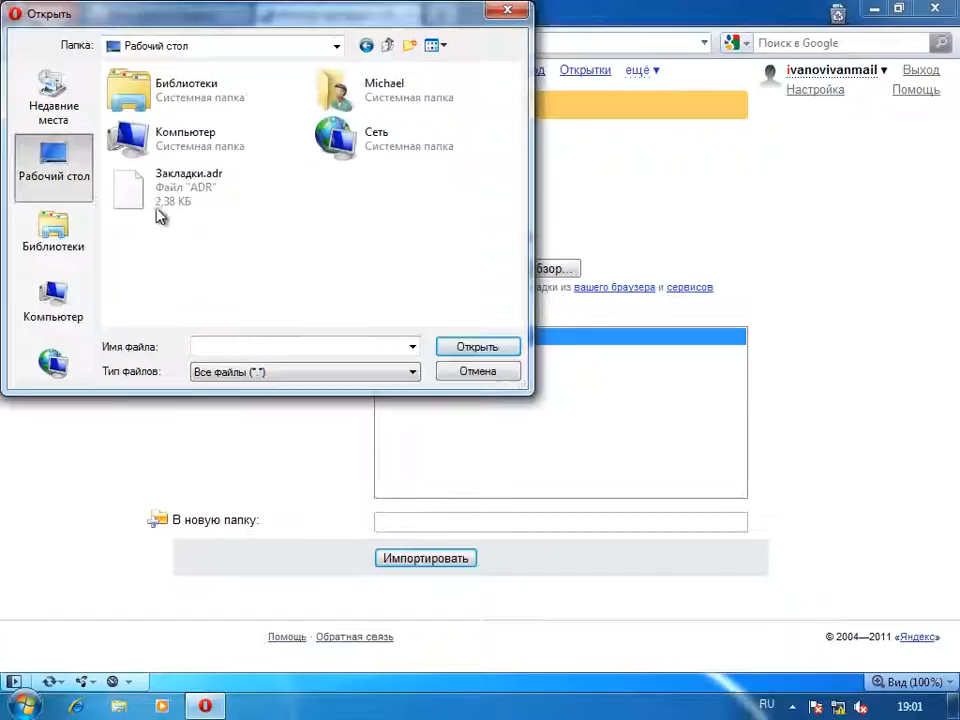 Открыть
Папка:
Рабочий стол
Поиск в Google
Недавние места
Рабочий стол
Библиотеки
Компьютер
Библиотеки
Системная папка
Michael
Системная папка
Компьютер
Системная папка
Сеть
Системная папка
Закладки.adr
Файл "ADR"
2,38 КБ
Имя файла:
Открыть
Тип файлов:
Все файлы (*.*)
Отмена
Открытки
ещё ▼
ivanovivanmail ▼
Выход
Настройка
Помощь
бзор...
вашего браузера и сервисов
В новую папку:
Импортировать
Помощь · Обратная связь
© 2004—2011 «Яндекс»
Вид (100%)
RU
19:01